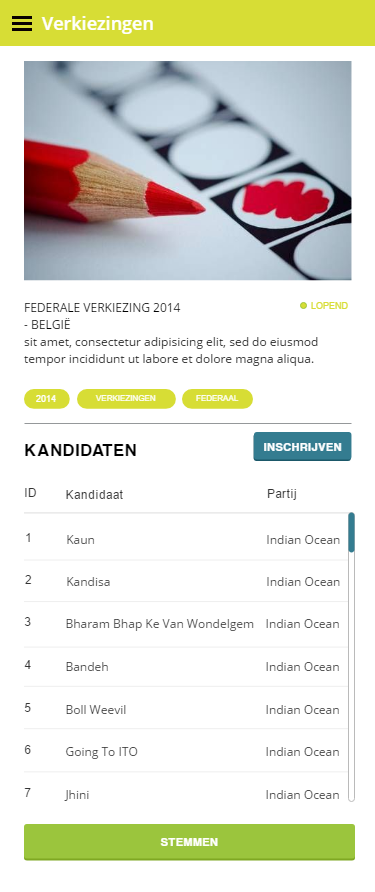 Verkiezingen
FEDERALE VERKIEZING 2014
- BELGIË
LOPEND
sit amet, consectetur adipisicing elit, sed do eiusmod
tempor incididunt ut labore et dolore magna aliqua.
2014 VERKIEZINGEN FEDERAAL
KANDIDATEN INSCHRIJVEN
ID Kandidaat Partij
1 Kaun Indian Ocean
2 Kandisa Indian Ocean
3 Bharam Bhap Ke Van Wondelgem Indian Ocean
4 Bandeh Indian Ocean
5 Boll Weevil Indian Ocean
6 Going To ITO Indian Ocean
7 Jhini Indian Ocean
STEMMEN